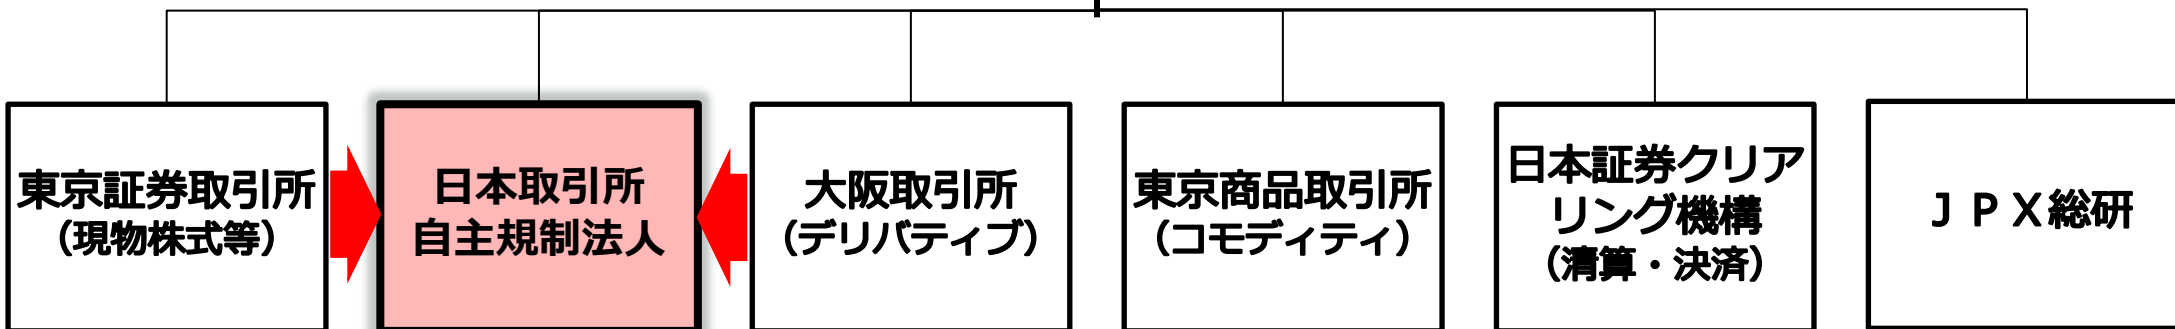 東京証券取引所
（現物株式等）
日本取引所
自主規制法人
大阪取引所
（デリバティブ）
東京商品取引所
（コモディティ）
日本証券クリア
リング機構
（清算・決済）
ＪＰＸ総研